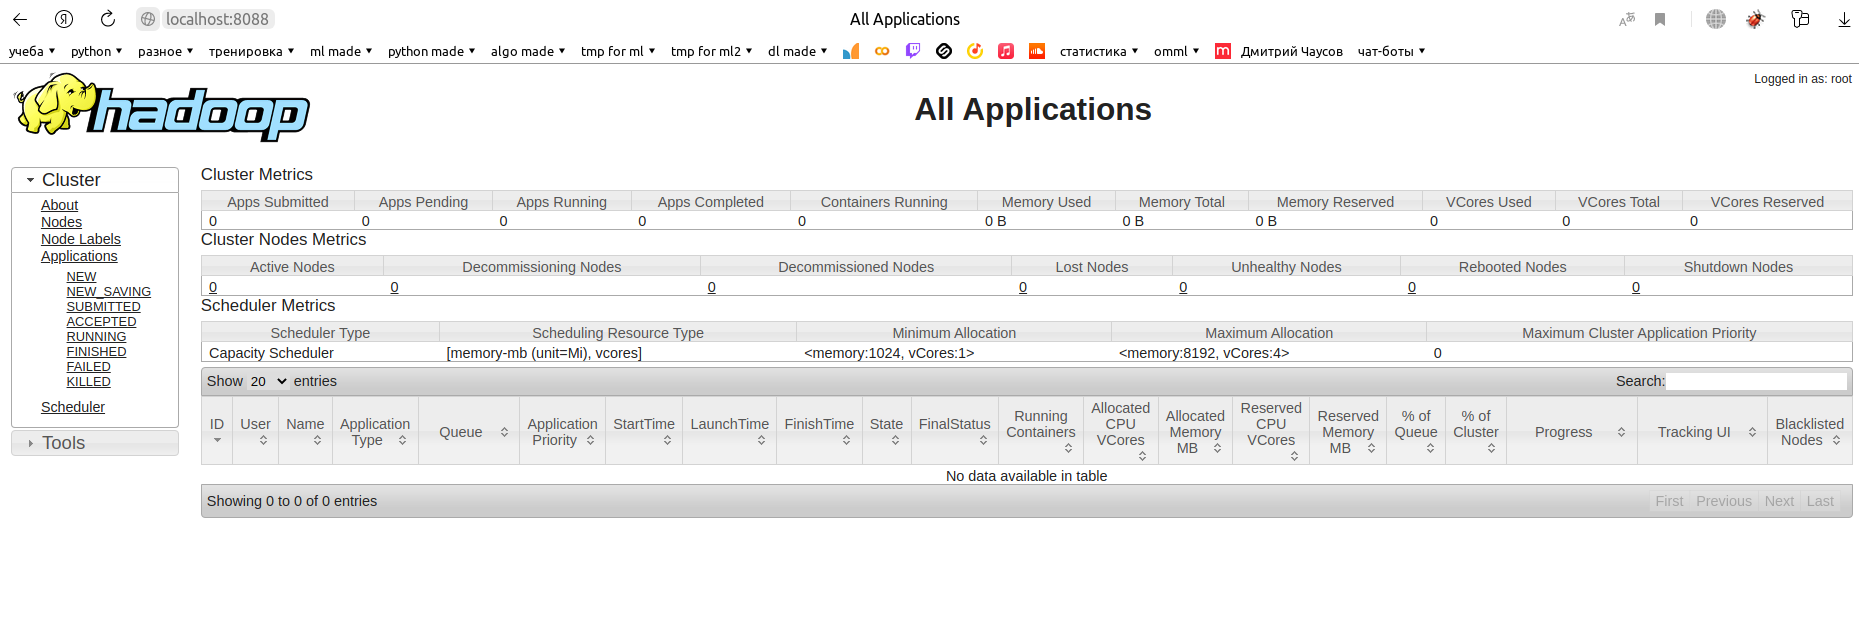 localhost:8088 All Applications
учеба python разное тренировка ml made python made algo made tmp for ml tmp for ml2 dl made статистика omml Дмитрий Чаусов чат-боты
Logged in as: root
hadoop
All Applications
Cluster
About
Nodes
Node Labels
Applications
NEW
NEW_SAVING
SUBMITTED
ACCEPTED
RUNNING
FINISHED
FAILED
KILLED
Scheduler
Tools
Cluster Metrics
Apps Submitted Apps Pending Apps Running Apps Completed Containers Running Memory Used Memory Total Memory Reserved VCores Used VCores Total VCores Reserved
0 0 0 0 0 0 B 0 B 0 B 0 0 0
Cluster Nodes Metrics
Active Nodes Decommissioning Nodes Decommissioned Nodes Lost Nodes Unhealthy Nodes Rebooted Nodes Shutdown Nodes
0 0 0 0 0 0 0
Scheduler Metrics
Scheduler Type Scheduling Resource Type Minimum Allocation Maximum Allocation Maximum Cluster Application Priority
Capacity Scheduler [memory-mb (unit=Mi), vcores] <memory:1024, vCores:1> <memory:8192, vCores:4> 0
Show 20 entries Search:
ID User Name Application Type Queue Application Priority StartTime LaunchTime FinishTime State FinalStatus Running Containers Allocated CPU VCores Allocated Memory MB Reserved CPU VCores Reserved Memory MB % of Queue % of Cluster Progress Tracking UI Blacklisted Nodes
No data available in table
Showing 0 to 0 of 0 entries First Previous Next Last